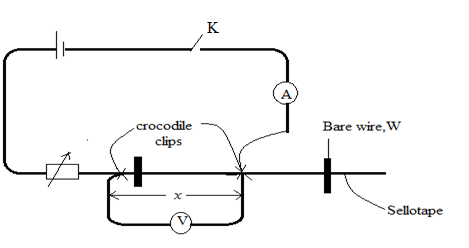 K
A
crocodile
clips
Bare wire, W
x
V
Sellotape